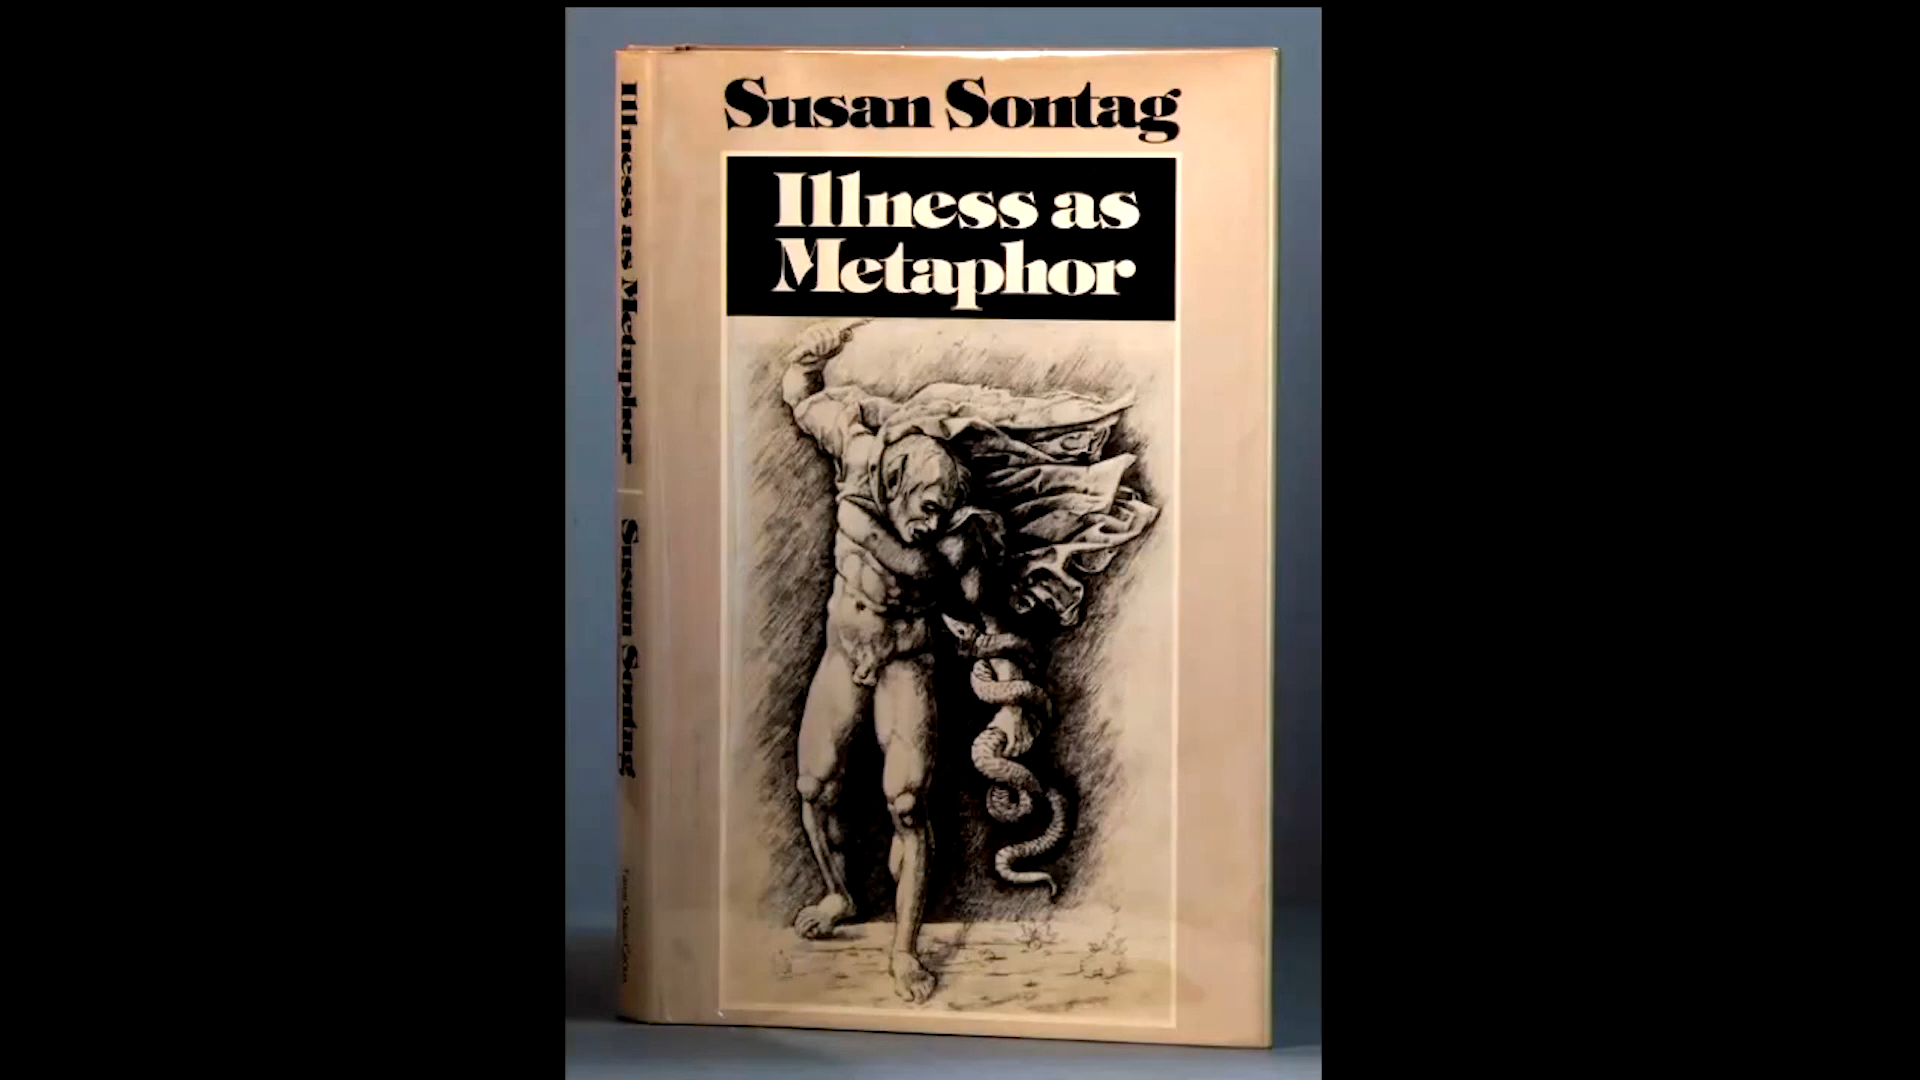 Susan Sontag
Illness as
Metaphor
Illness as Metaphor
Susan Sontag